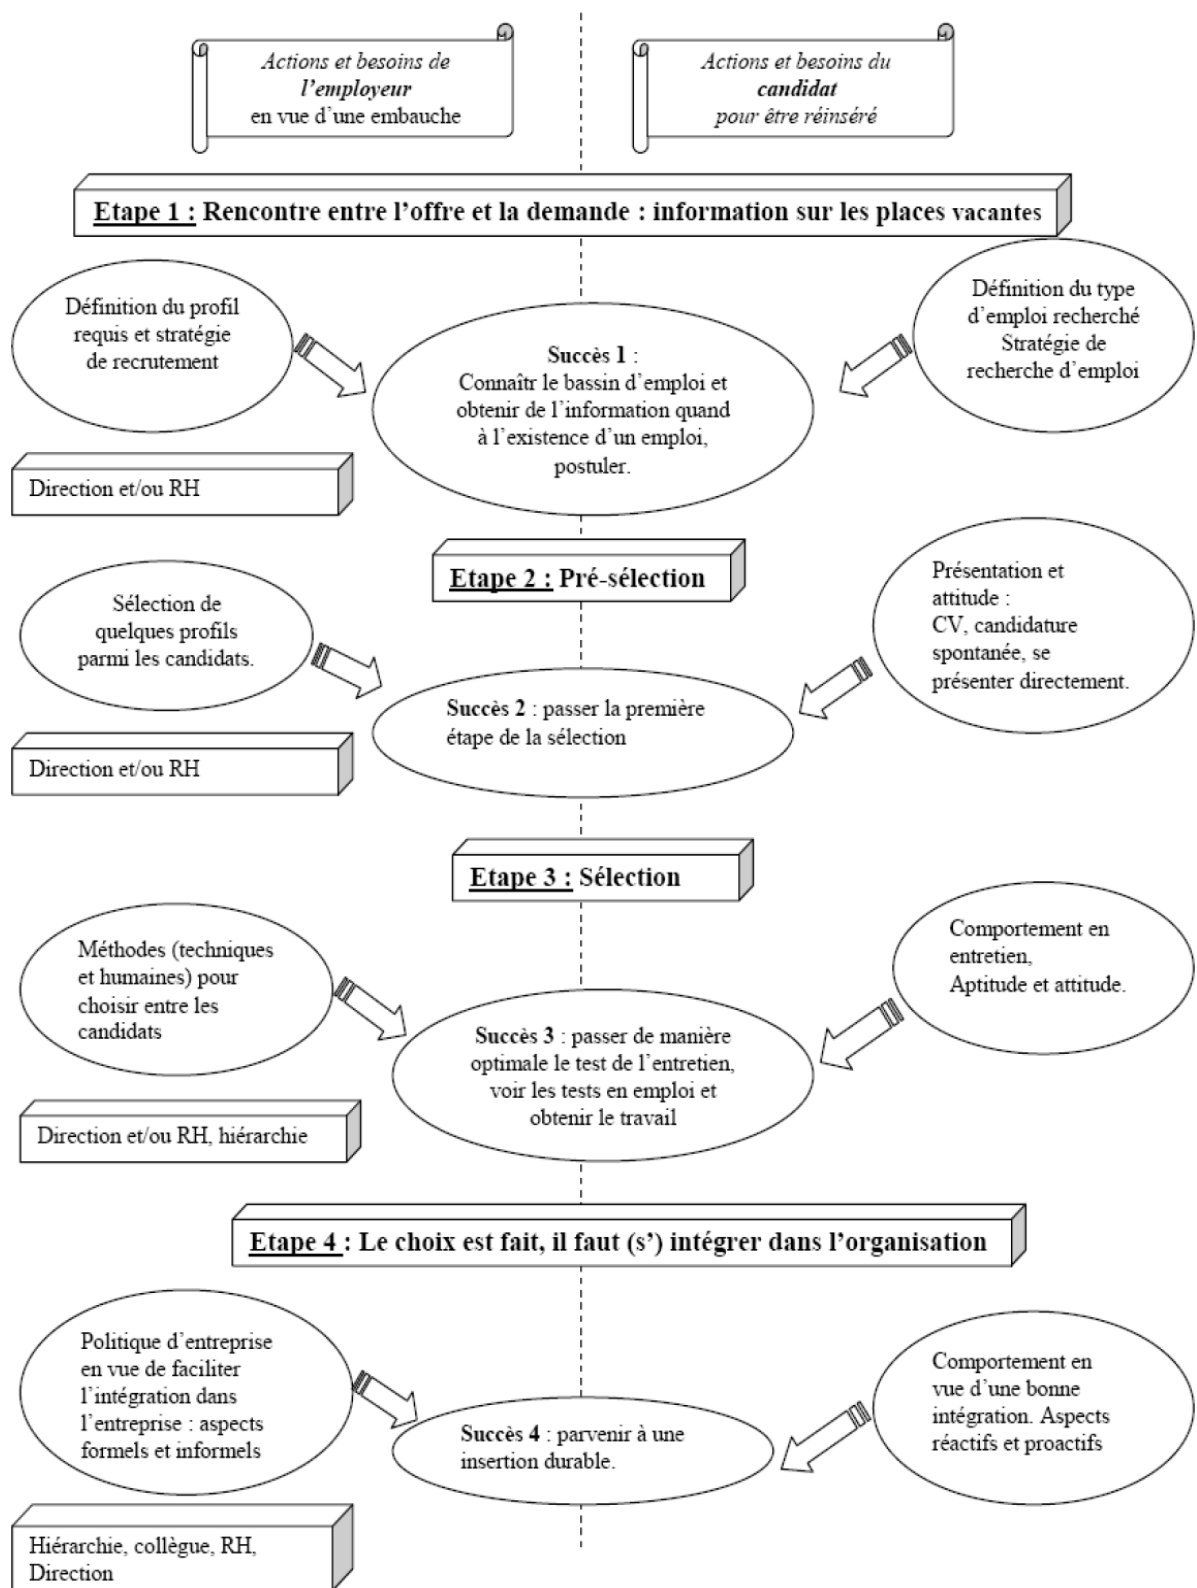 Actions et besoins de
l'employeur
en vue d'une embauche
Actions et besoins du
candidat
pour être réinséré
Etape 1 : Rencontre entre l'offre et la demande : information sur les places vacantes
Définition du profil
requis et stratégie
de recrutement
Succès 1 :
Connaîtr le bassin d'emploi et
obtenir de l'information quand
à l'existence d'un emploi,
postuler.
Définition du type
d'emploi recherché
Stratégie de
recherche d'emploi
Direction et/ou RH
Etape 2 : Pré-sélection
Sélection de
quelques profils
parmi les candidats.
Succès 2 : passer la première
étape de la sélection
Présentation et
attitude :
CV, candidature
spontanée, se
présenter directement.
Direction et/ou RH
Etape 3 : Sélection
Méthodes (techniques
et humaines) pour
choisir entre les
candidats
Succès 3 : passer de manière
optimale le test de l'entretien,
voir les tests en emploi et
obtenir le travail
Comportement en
entretien,
Aptitude et attitude.
Direction et/ou RH, hiérarchie
Etape 4 : Le choix est fait, il faut (s') intégrer dans l'organisation
Politique d'entreprise
en vue de faciliter
l'intégration dans
l'entreprise : aspects
formels et informels
Succès 4 : parvenir à une
insertion durable.
Comportement en
vue d'une bonne
intégration. Aspects
réactifs et proactifs
Hiérarchie, collègue, RH,
Direction